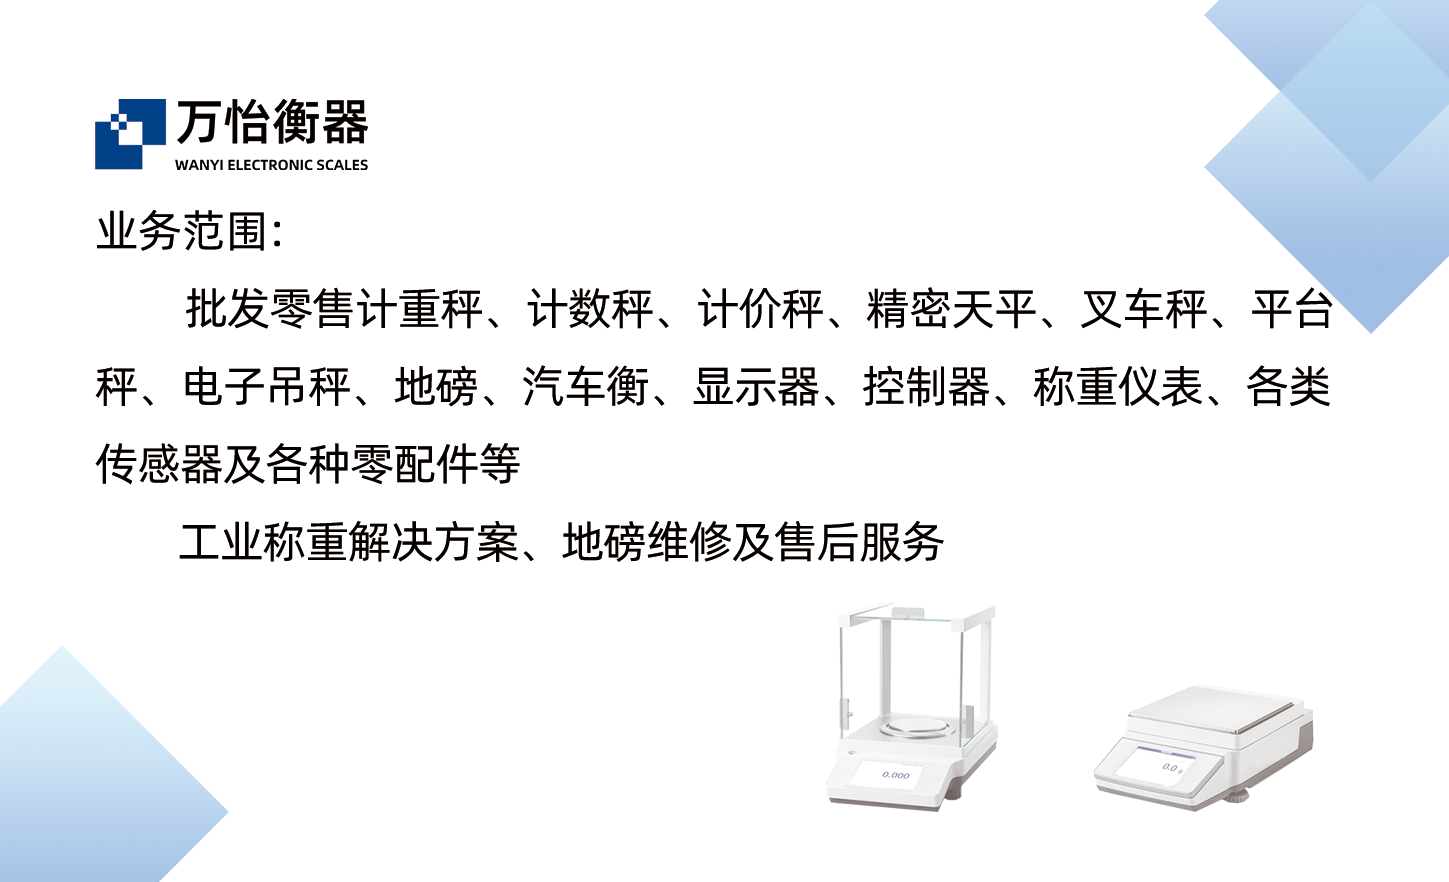 万怡衡器
WANYI ELECTRONIC SCALES
业务范围：
批发零售计重秤、计数秤、计价秤、精密天平、叉车秤、平台
秤、电子吊秤、地磅、汽车衡、显示器、控制器、称重仪表、各类
传感器及各种零配件等
工业称重解决方案、地磅维修及售后服务
0.000
0.0 g